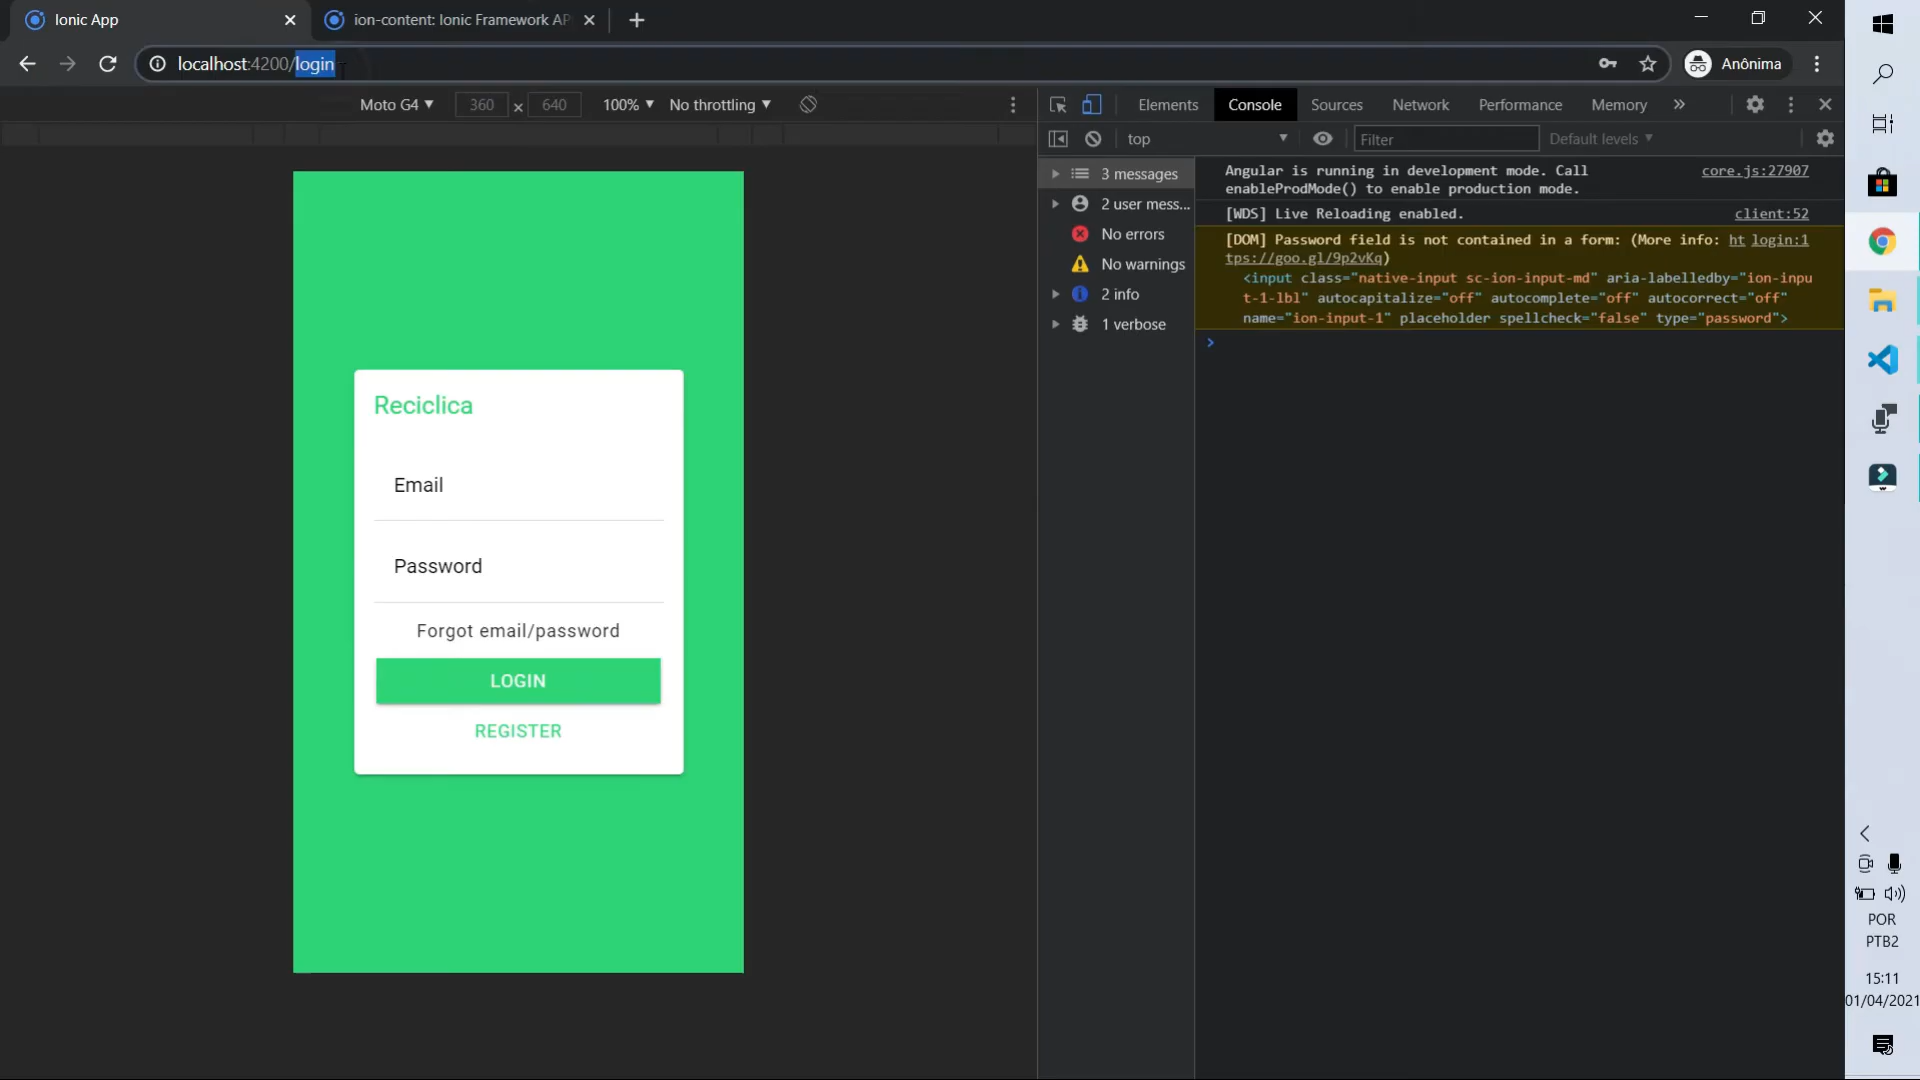 Ionic App
ion-content: Ionic Framework AP
localhost:4200/login
Anônima
Moto G4 360 × 640 100% No throttling
Elements Console Sources Network Performance Memory
top Filter Default levels
3 messages
2 user mess...
No errors
No warnings
2 info
1 verbose
Angular is running in development mode. Call core.js:27907
enableProdMode() to enable production mode.
[WDS] Live Reloading enabled. client:52
[DOM] Password field is not contained in a form: (More info: ht login:1
tps://goo.gl/9p2vKq)
<input class="native-input sc-ion-input-md" aria-labelledby="ion-inpu
t-1-lbl" autocapitalize="off" autocomplete="off" autocorrect="off"
name="ion-input-1" placeholder spellcheck="false" type="password">
Reciclica
Email
Password
Forgot email/password
LOGIN
REGISTER
POR
PTB2
15:11
01/04/2021